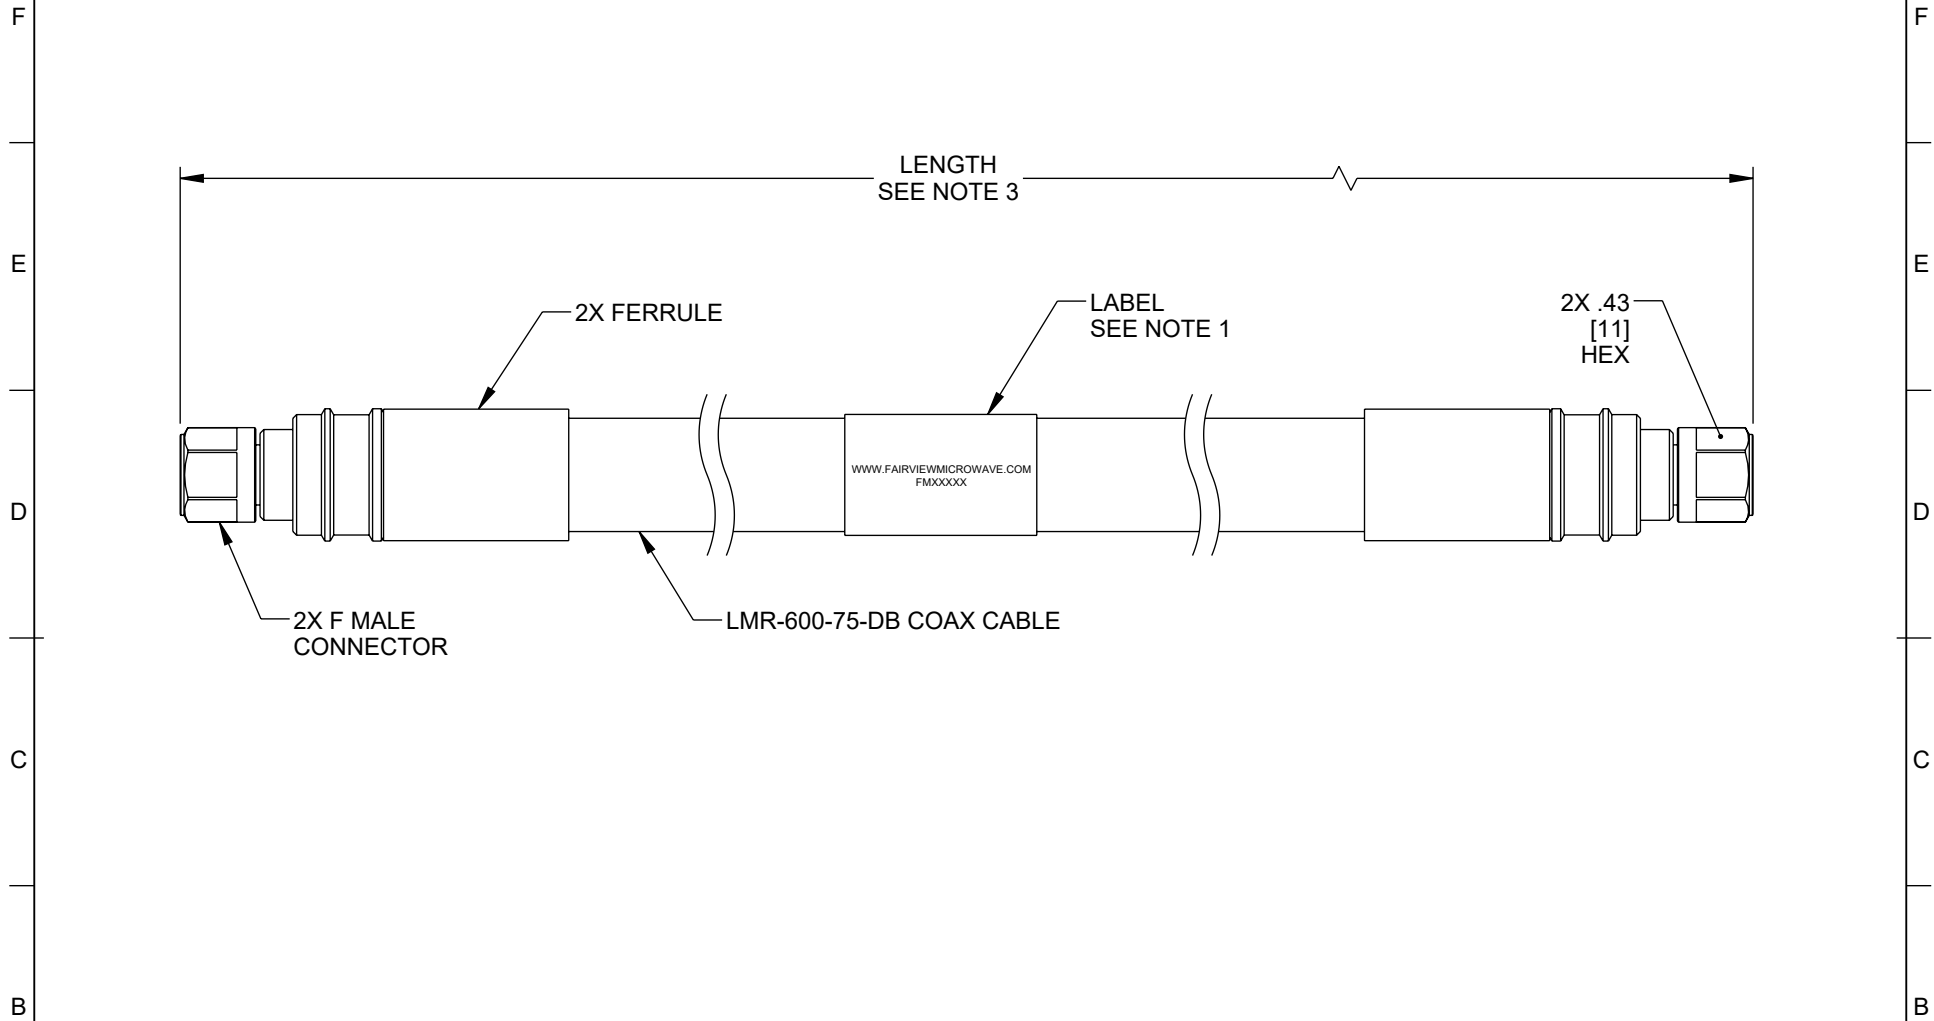 F
F
LENGTH
SEE NOTE 3
E
E
2X FERRULE
LABEL
SEE NOTE 1
2X .43
[11]
HEX
WWW.FAIRVIEWMICROWAVE.COM
FMXXXXX
D
D
2X F MALE
CONNECTOR
LMR-600-75-DB COAX CABLE
C
C
B
B